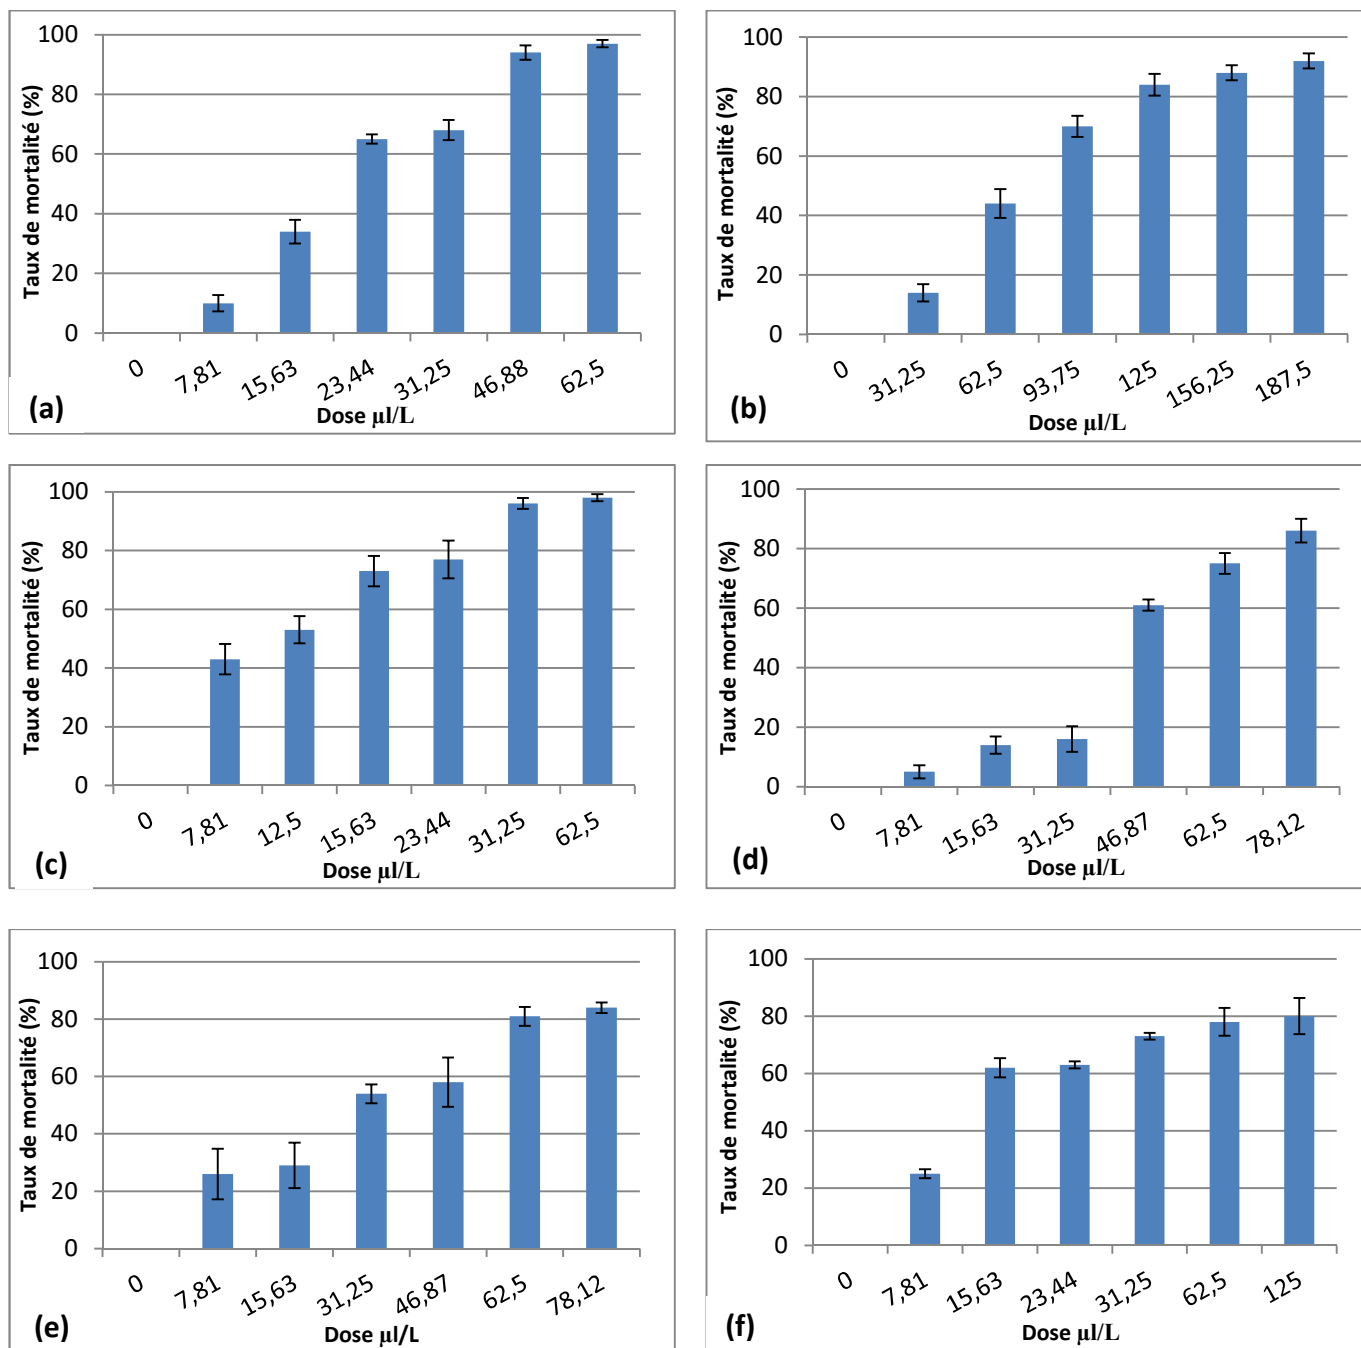 Taux de mortalité (%)
100
80
60
40
20
0
0 7,81 15,63 23,44 31,25 46,88 62,5
Dose µl/L
(a)
Taux de mortalité (%)
100
80
60
40
20
0
0 31,25 62,5 93,75 125 156,25 187,5
Dose µl/L
(b)
Taux de mortalité (%)
100
80
60
40
20
0
0 7,81 12,5 15,63 23,44 31,25 62,5
Dose µl/L
(c)
Taux de mortalité (%)
100
80
60
40
20
0
0 7,81 15,63 31,25 46,87 62,5 78,12
Dose µl/L
(d)
Taux de mortalité (%)
100
80
60
40
20
0
0 7,81 15,63 31,25 46,87 62,5 78,12
Dose µl/L
(e)
Taux de mortalité (%)
100
80
60
40
20
0
0 7,81 15,63 23,44 31,25 62,5 125
Dose µl/L
(f)